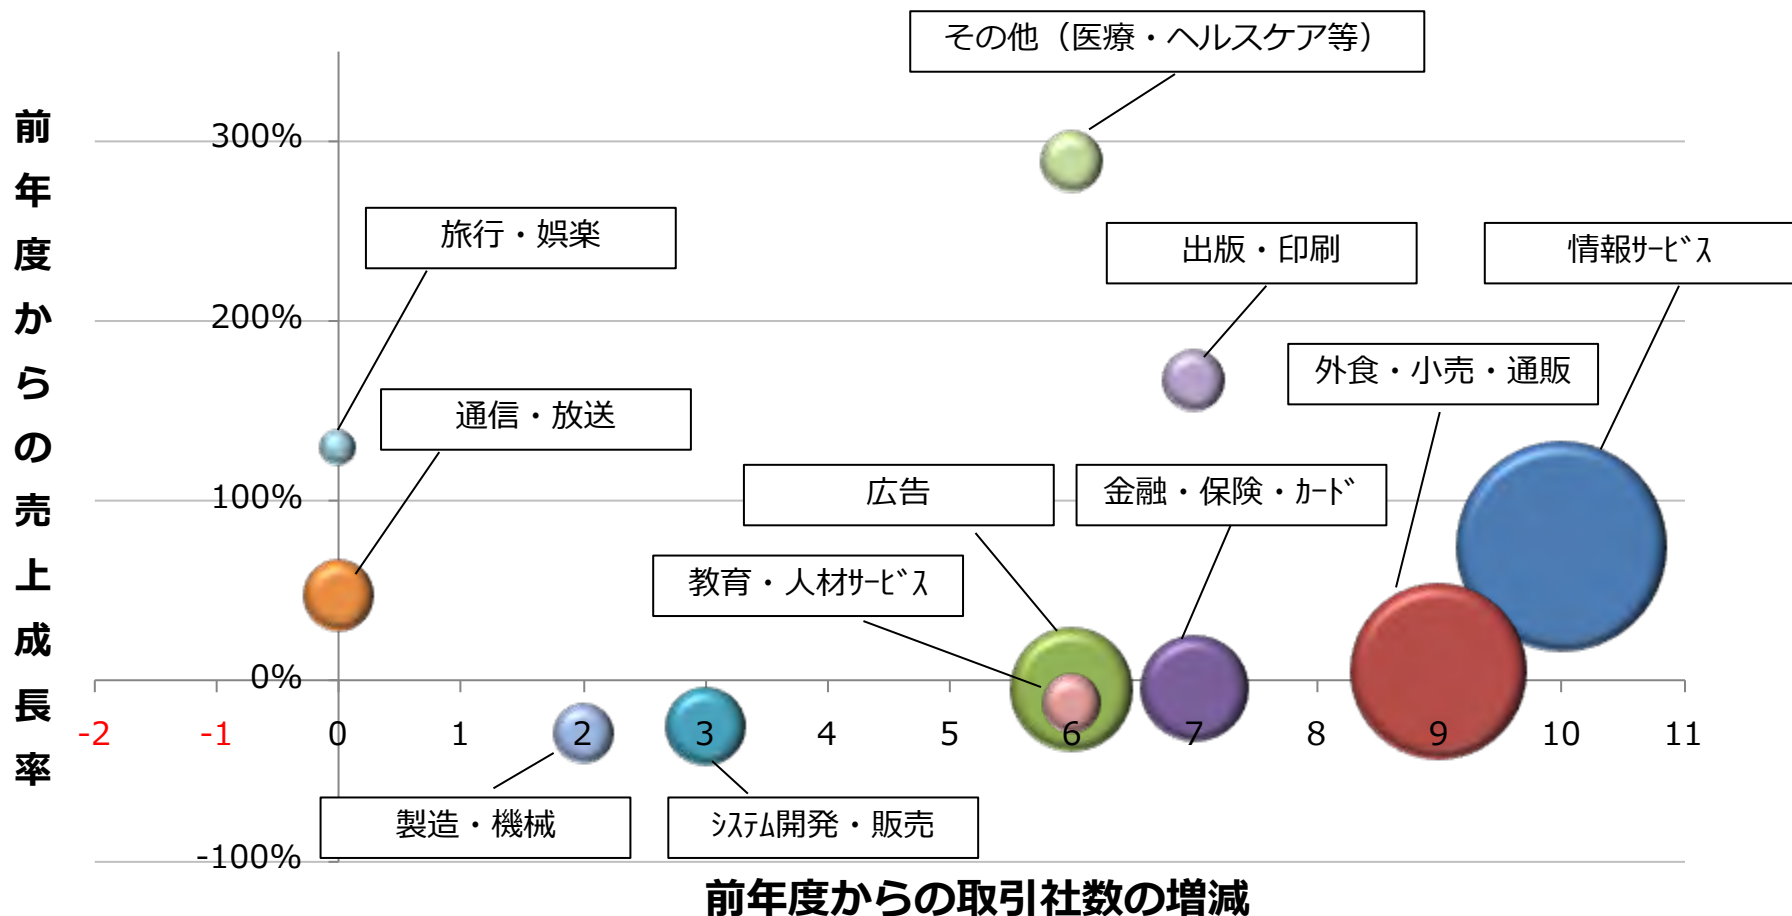 その他（医療・ヘルスケア等）
300%
旅行・娯楽
出版・印刷
情報ｻｰﾋﾞｽ
200%
外食・小売・通販
通信・放送
100%
広告
金融・保険・ｶｰﾄﾞ
教育・人材ｻｰﾋﾞｽ
0%
-2 -1 0 1 2 3 4 5 6 7 8 9 10 11
製造・機械
ｼｽﾃﾑ開発・販売
-100%
前年度からの売上成長率
前年度からの取引社数の増減